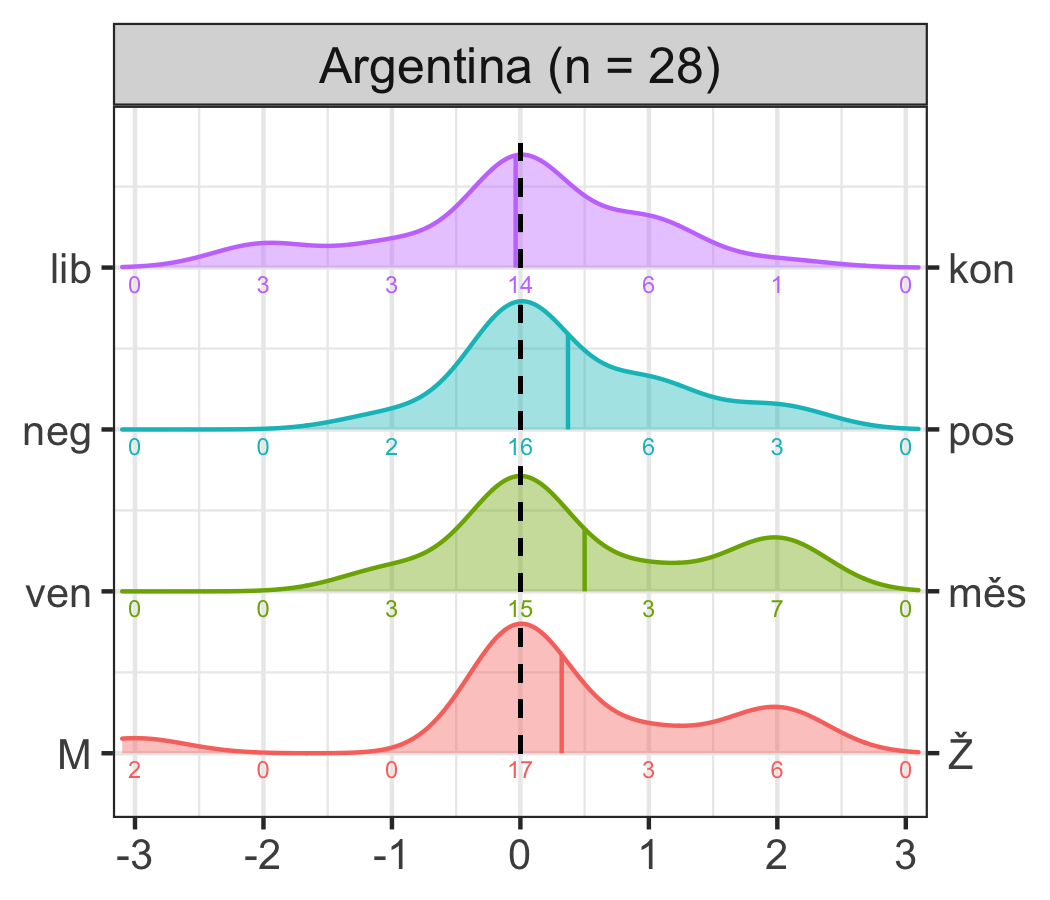 Argentina (n = 28)
lib kon
0 3 3 14 6 1 0
neg pos
0 0 2 16 6 3 0
ven měs
0 0 3 15 3 7 0
M Ž
2 0 0 17 3 6 0
-3 -2 -1 0 1 2 3